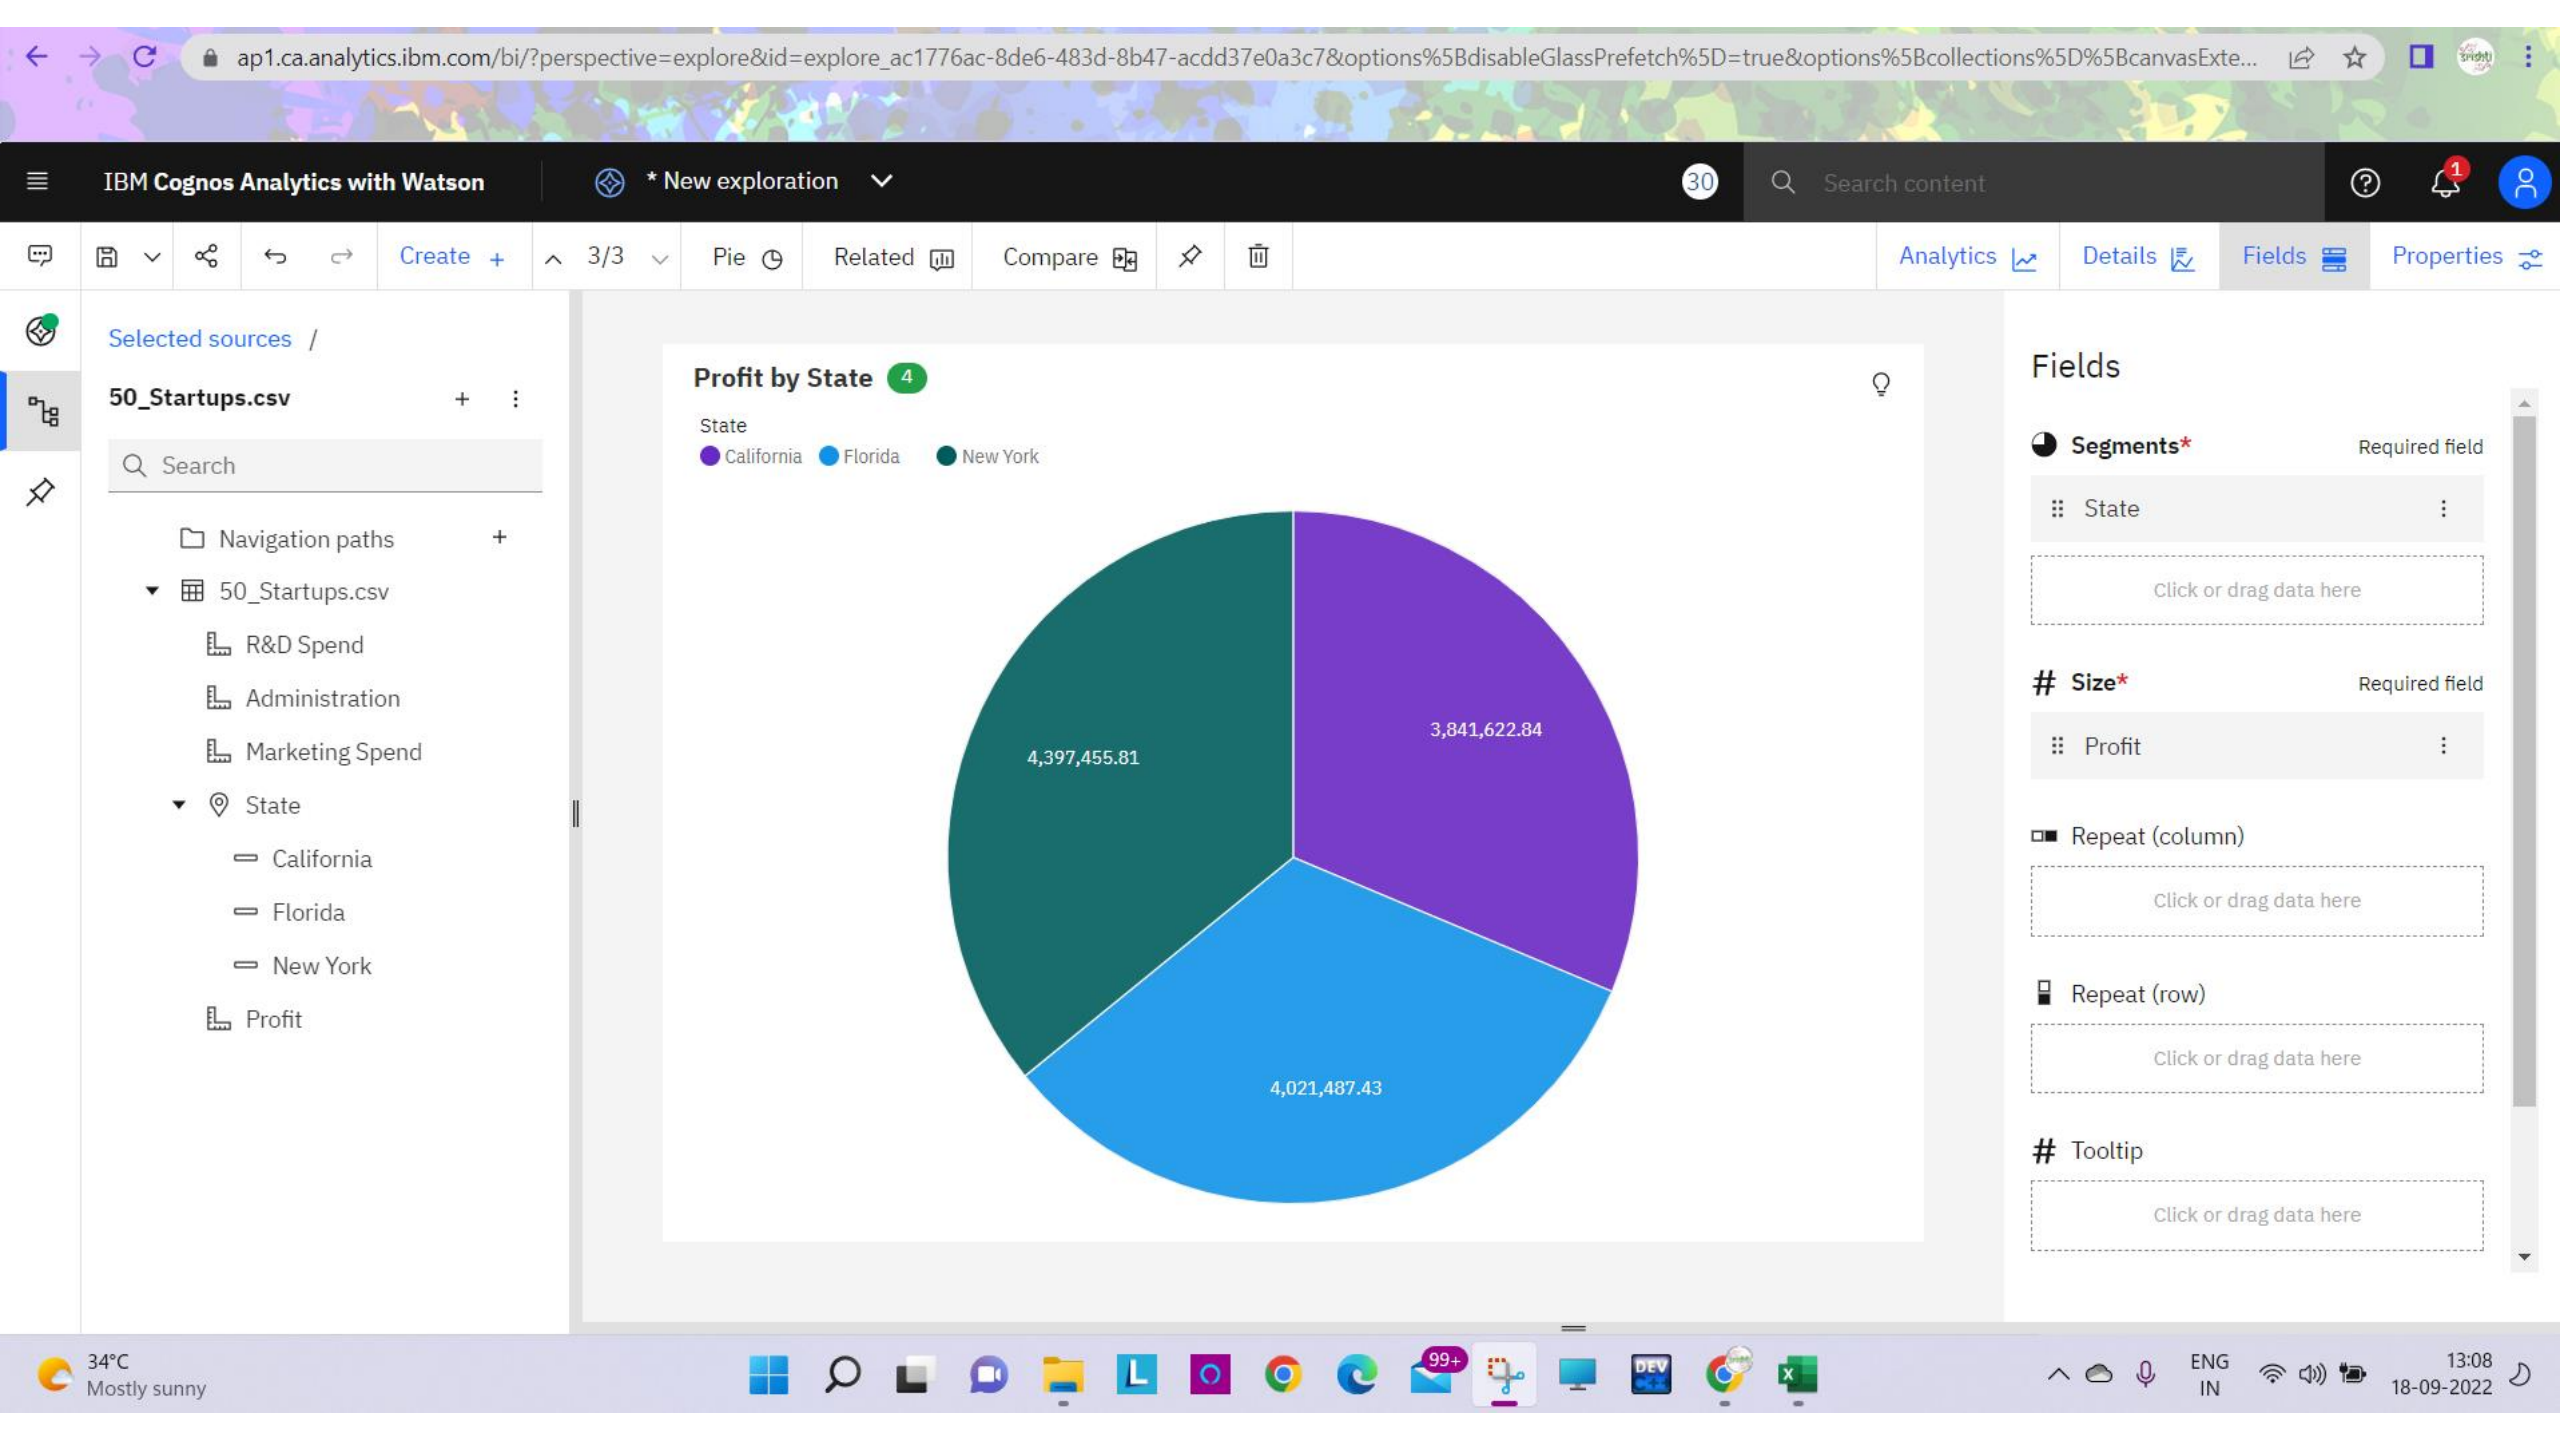 ap1.ca.analytics.ibm.com/bi/?perspective=explore&id=explore_ac1776ac-8de6-483d-8b47-acdd37e0a3c7&options%5BdisableGlassPrefetch%5D=true&options%5Bcollections%5D%5BcanvasExte...
IBM Cognos Analytics with Watson
* New exploration
30
Search content
1
Create +
3/3
Pie
Related
Compare
Analytics
Details
Fields
Properties
Selected sources /
50_Startups.csv
Search
Navigation paths
50_Startups.csv
R&D Spend
Administration
Marketing Spend
State
California
Florida
New York
Profit
Profit by State 4
State
California Florida New York
3,841,622.84
4,397,455.81
4,021,487.43
Fields
Segments* Required field
State
Click or drag data here
# Size* Required field
Profit
Repeat (column)
Click or drag data here
Repeat (row)
Click or drag data here
# Tooltip
Click or drag data here
34°C
Mostly sunny
L
99+
DEV
C++
X
ENG
IN
13:08
18-09-2022